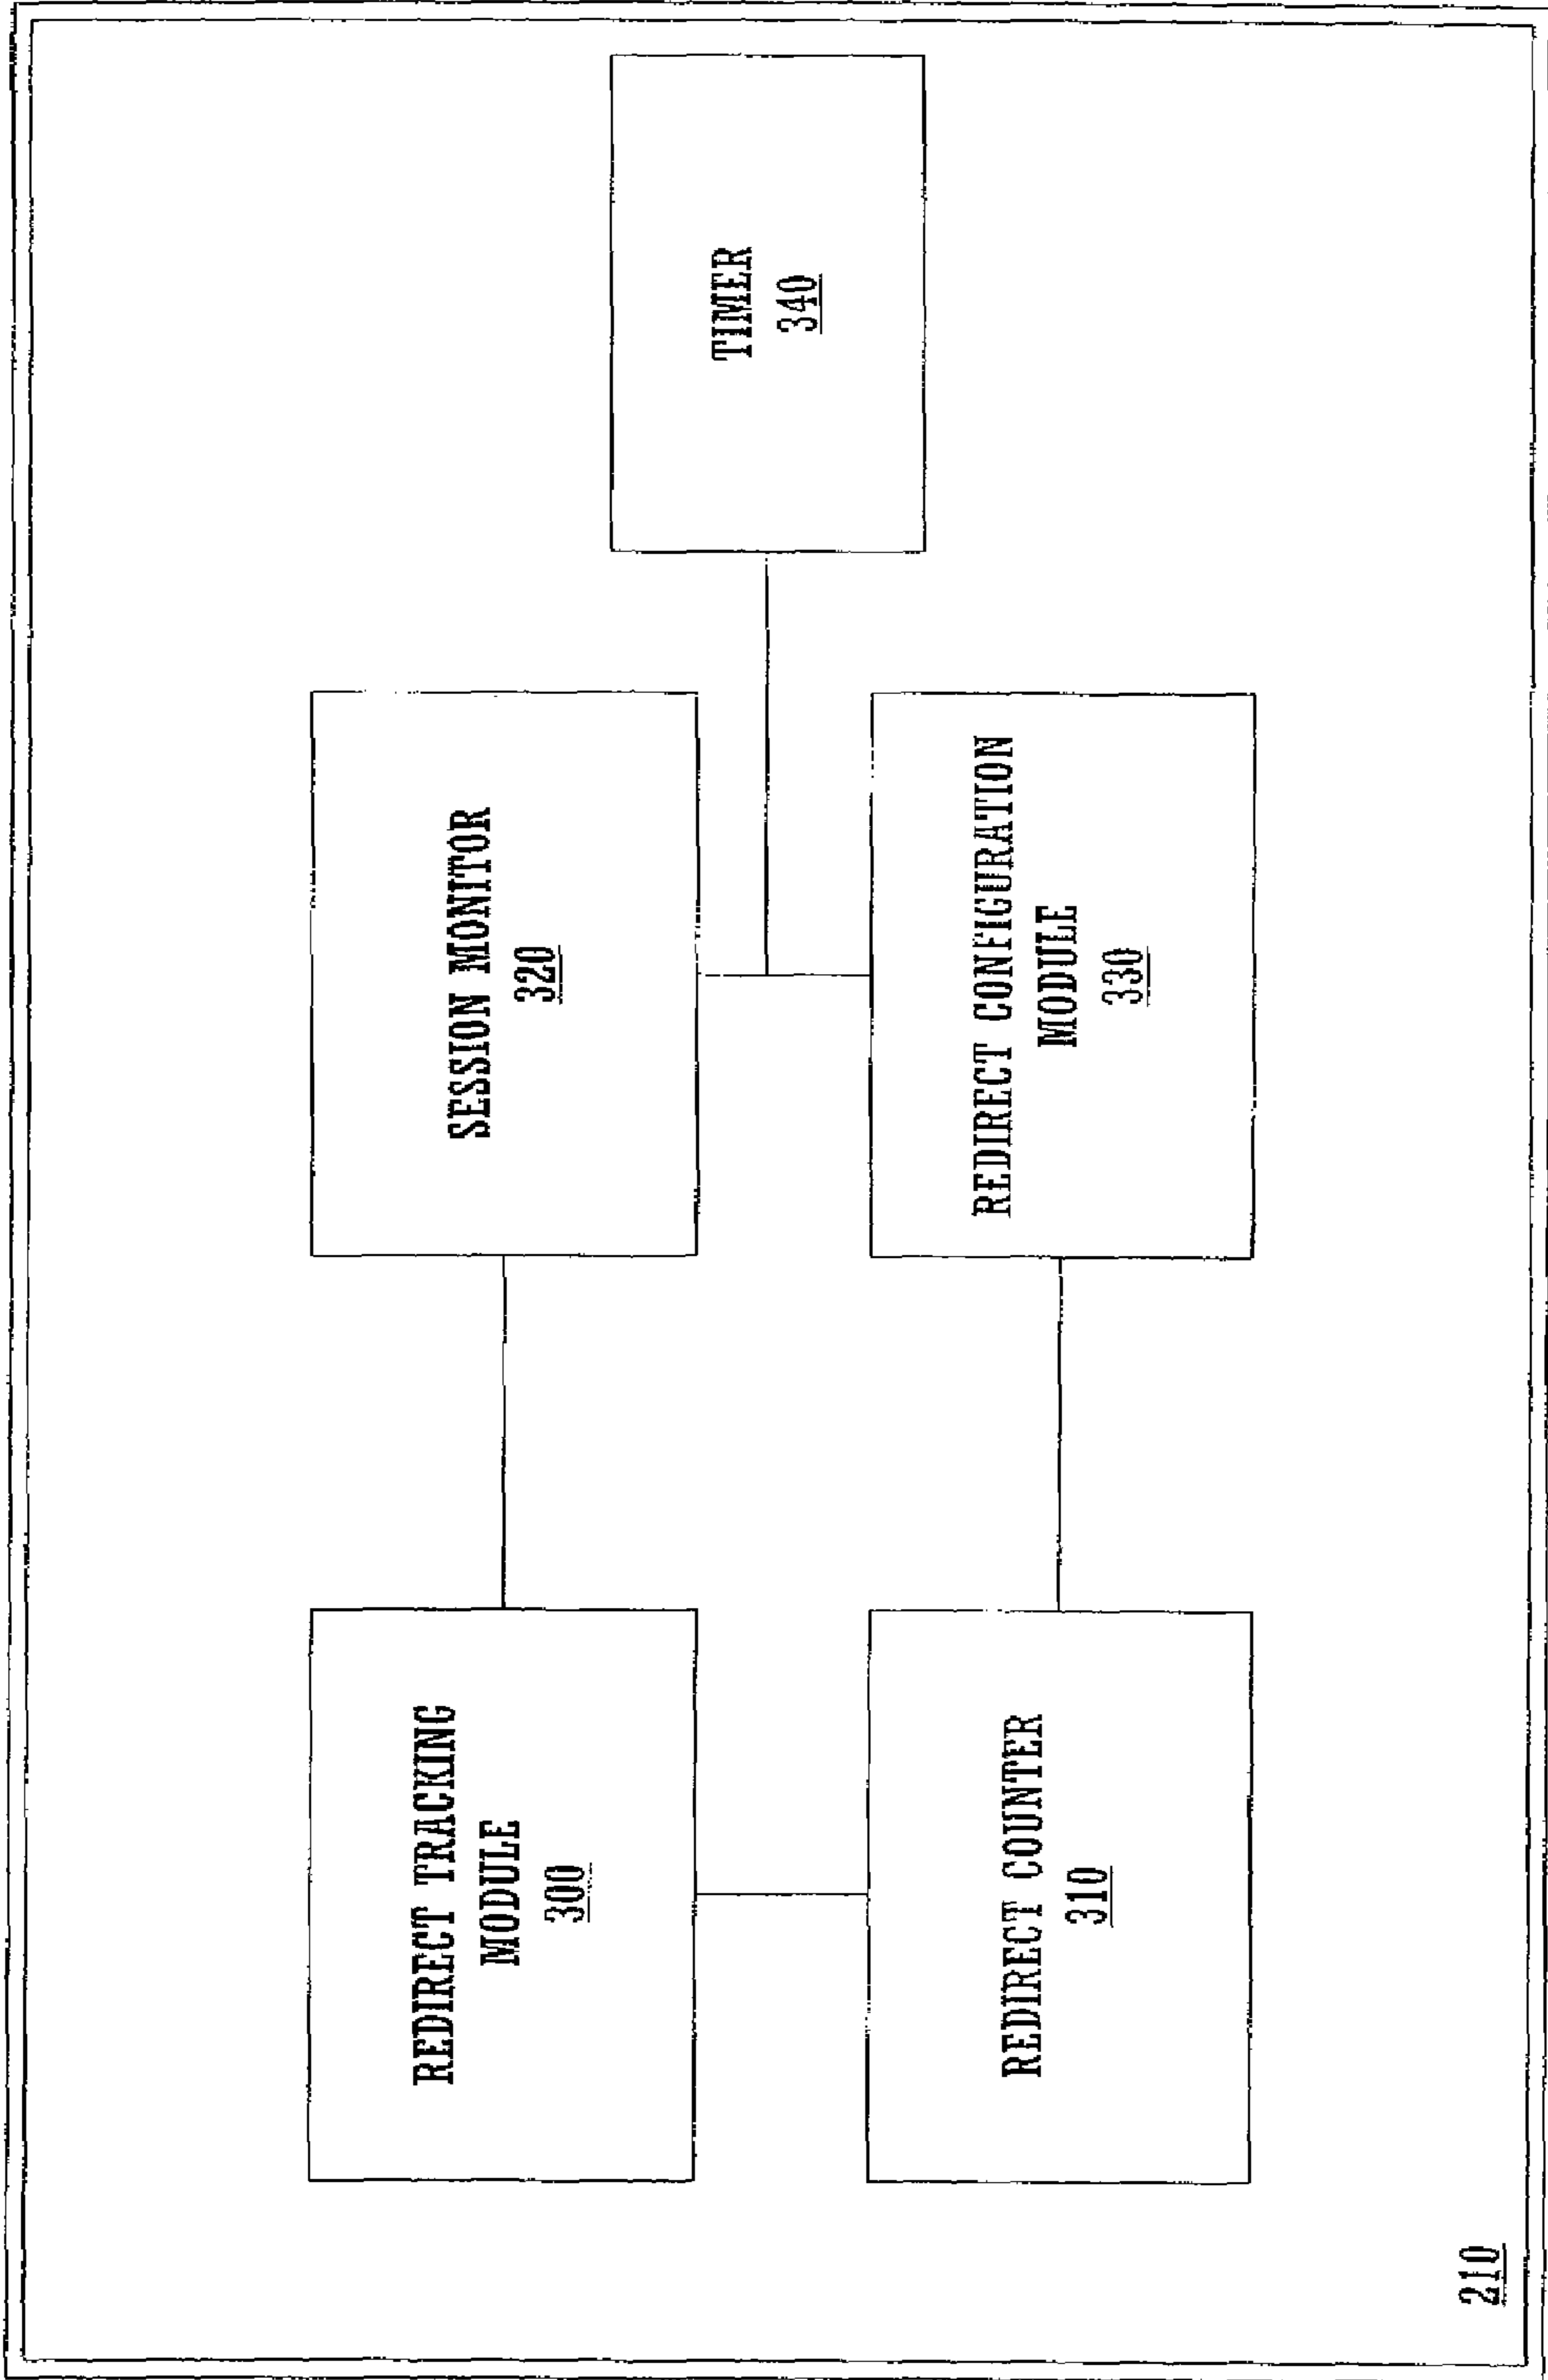 REDIRECT TRACKING
MODULE
300
SESSION MONITOR
320
TIMER
340
REDIRECT COUNTER
310
REDIRECT CONFIGURATION
MODULE
330
210